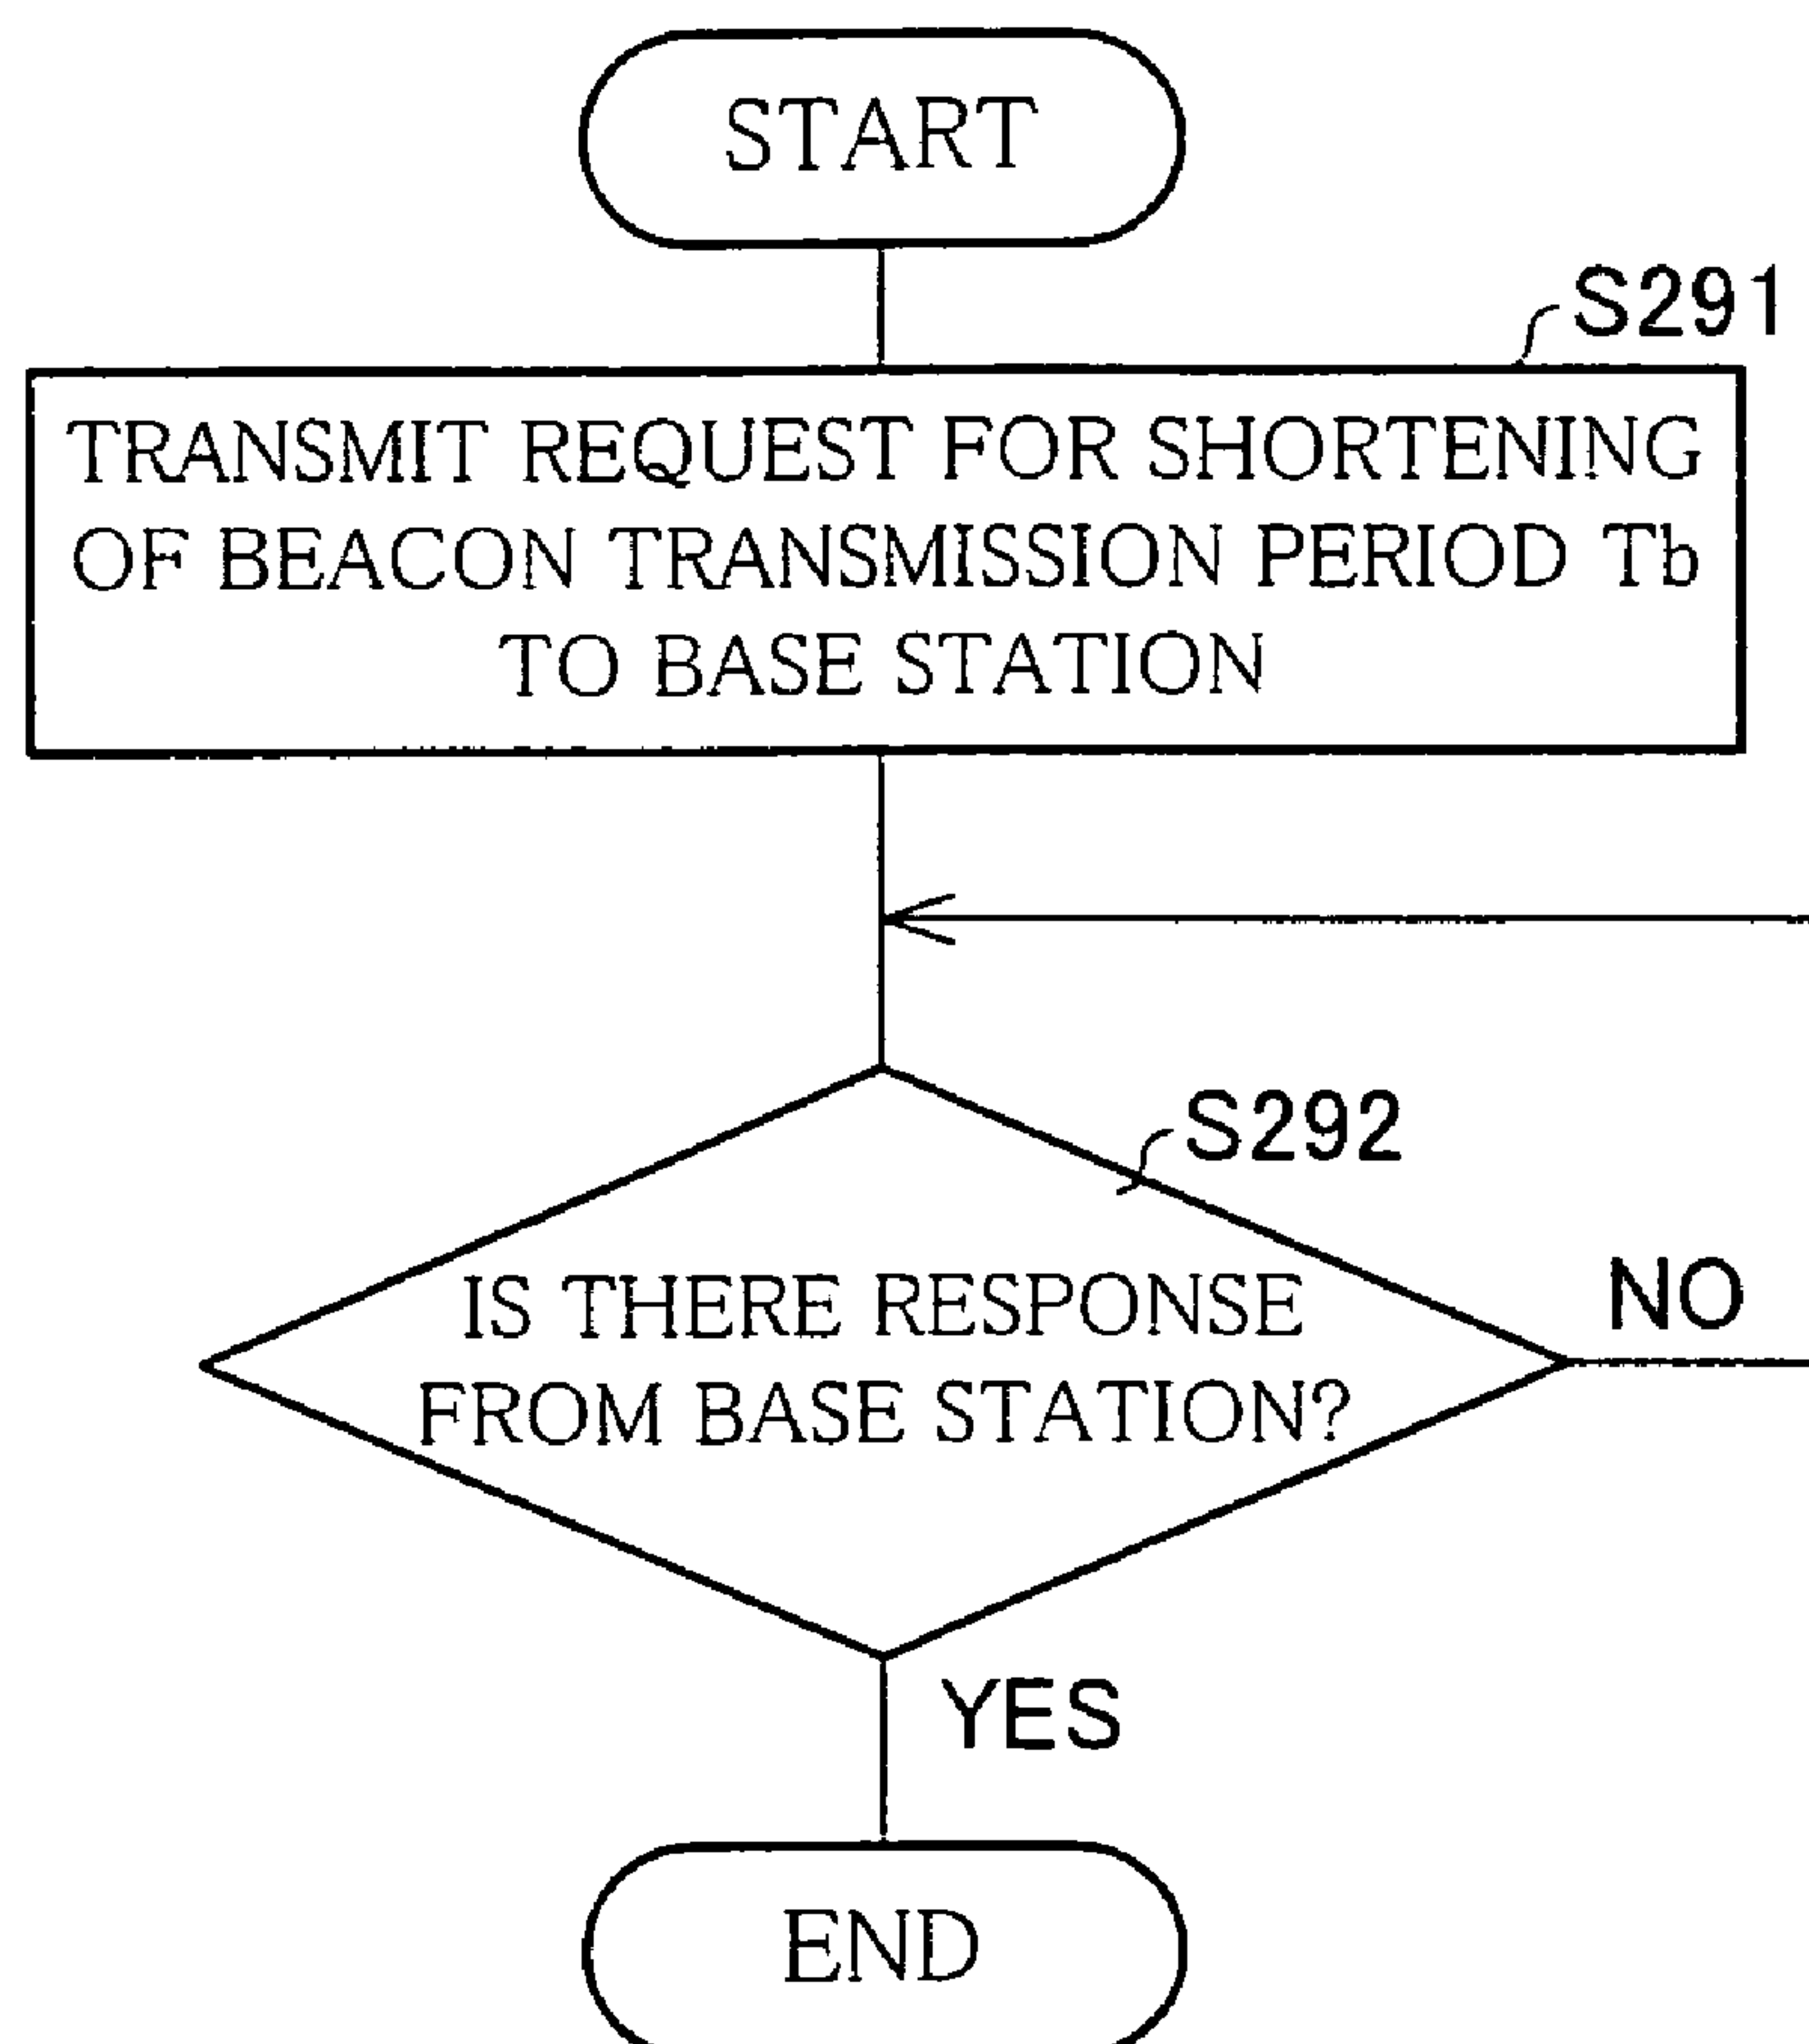 START
S291
TRANSMIT REQUEST FOR SHORTENING
OF BEACON TRANSMISSION PERIOD Tb
TO BASE STATION
S292
IS THERE RESPONSE
FROM BASE STATION?
NO
YES
END